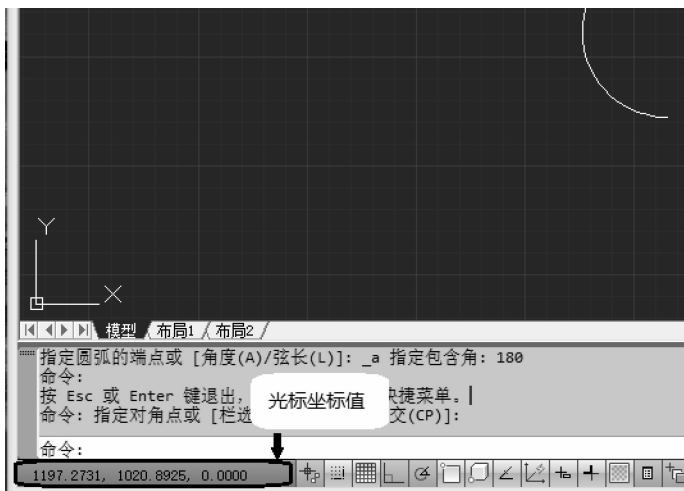 Y
X
模型 布局1 布局2
指定圆弧的端点或 [角度(A)/弦长(L)]: _a 指定包含角: 180
命令:
按 Esc 或 Enter 键退出, 快捷菜单。
光标坐标值
命令: 指定对角点或 [栏选 交(CP)]:
命令:
1197.2731, 1020.8925, 0.0000